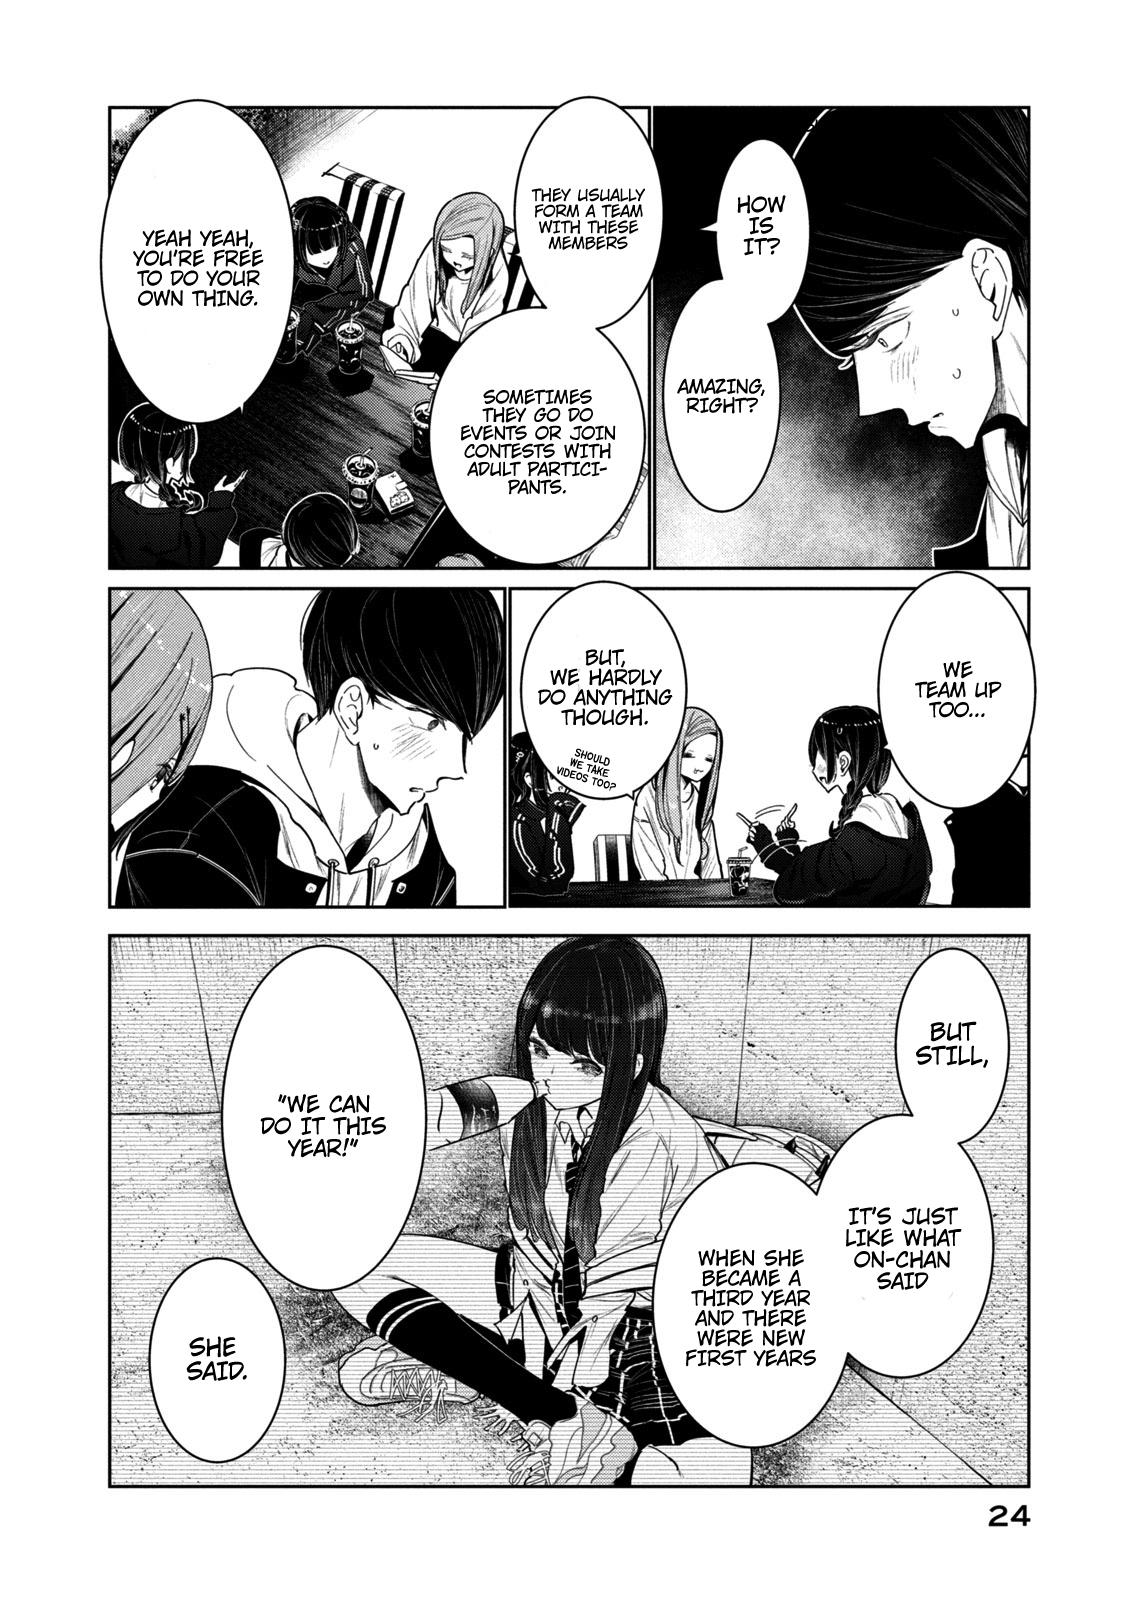 HOW
IS
IT?
AMAZING,
RIGHT?
THEY USUALLY
FORM A TEAM
WITH THESE
MEMBERS
SOMETIMES
THEY GO DO
EVENTS OR JOIN
CONTESTS WITH
ADULT PARTICI-
PANTS.
YEAH YEAH,
YOU'RE FREE
TO DO YOUR
OWN THING.
WE
TEAM UP
TOO...
BUT,
WE HARDLY
DO ANYTHING
THOUGH.
SHOULD
WE TAKE
VIDEOS TOO?
BUT
STILL,
IT'S JUST
LIKE WHAT
ON-CHAN
SAID
WHEN SHE
BECAME A
THIRD YEAR
AND THERE
WERE NEW
FIRST YEARS
"WE CAN
DO IT THIS
YEAR!"
SHE
SAID.
24